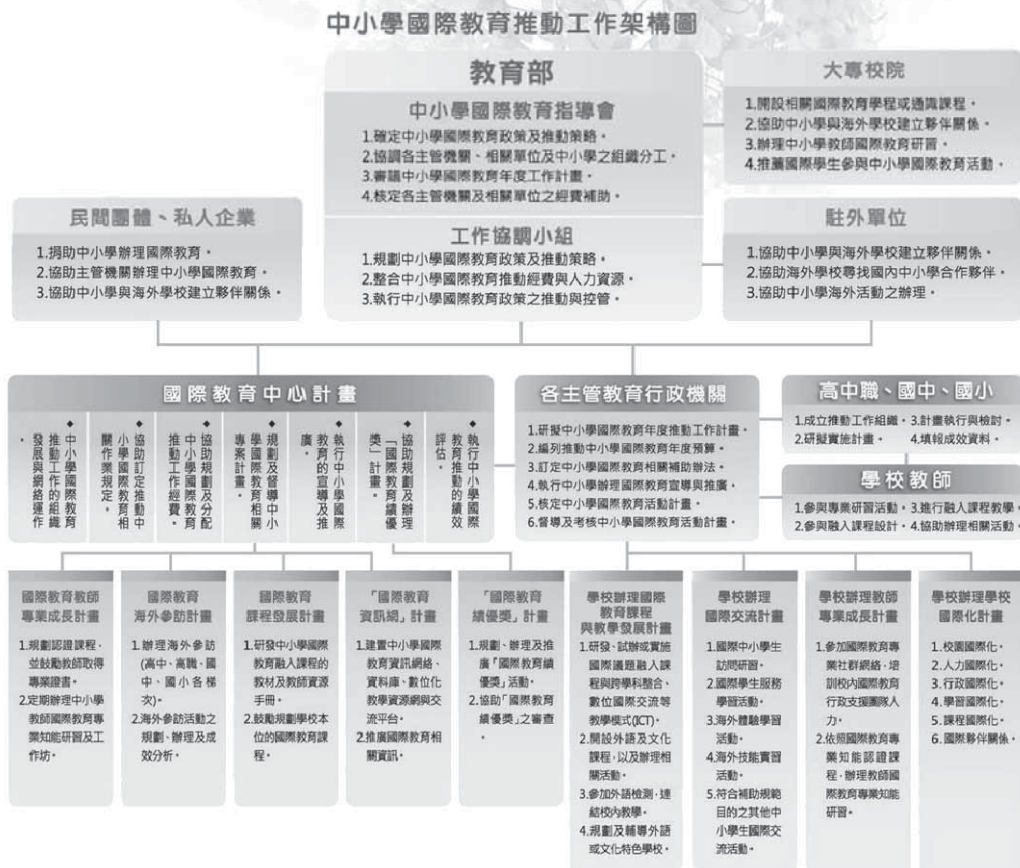 中小學國際教育推動工作架構圖
教育部
中小學國際教育指導會
1.確定中小學國際教育政策及推動策略。
2.協調各主管機關、相關單位及中小學之組織分工。
3.審議中小學國際教育年度工作計畫。
4.核定各主管機關及相關單位之經費補助。
工作協調小組
1.規劃中小學國際教育政策及推動策略。
2.整合中小學國際教育推動經費與人力資源。
3.執行中小學國際教育政策之推動與控管。
大專校院
1.開設相關國際教育學程或通識課程。
2.協助中小學與海外學校建立夥伴關係。
3.辦理中小學教師國際教育研習。
4.推薦國際學生參與中小學國際教育活動。
民間團體、私人企業
1.捐助中小學辦理國際教育。
2.協助主管機關辦理中小學國際教育。
3.協助中小學與海外學校建立夥伴關係。
駐外單位
1.協助中小學與海外學校建立夥伴關係。
2.協助海外學校尋找國內中小學合作夥伴。
3.協助中小學海外活動之辦理。
國際教育中心計畫
◆中小學國際教育
推動工作的組織
發展與網絡運作
。
◆協助訂定推動中
小學國際教育相
關作業規定。
◆協助規劃及分配
中小學國際教育
推動工作經費。
◆規劃及督導中小
學國際教育相關
專案計畫。
◆執行中小學國際
教育的宣導及推
廣。
◆協助規劃及辦理
「國際教育績優
獎」計畫。
◆執行中小學國際
教育推動的績效
評估。
各主管教育行政機關
1.研擬中小學國際教育年度推動工作計畫。
2.編列推動中小學國際教育年度預算。
3.訂定中小學國際教育相關補助辦法。
4.執行中小學辦理國際教育宣導與推廣。
5.核定中小學國際教育活動計畫。
6.督導及考核中小學國際教育活動計畫。
高中職、國中、國小
1.成立推動工作組織。3.計畫執行與檢討。
2.研擬實施計畫。 4.填報成效資料。
學校教師
1.參與專業研習活動。3.進行融入課程教學。
2.參與融入課程設計。4.協助辦理相關活動。
國際教育教師
專業成長計畫
1.規劃認證課程，
並鼓勵教師取得
專業證書。
2.定期辦理中小學
教師國際教育專
業知能研習及工
作坊。
國際教育
海外參訪計畫
1.辦理海外參訪
(高中、高職、國
中、國小各梯
次)。
2.海外參訪活動之
規劃、辦理及成
效分析。
國際教育
課程發展計畫
1.研發中小學國際
教育融入課程的
教材及教師資源
手冊。
2.鼓勵規劃學校本
位的國際教育課
程。
「國際教育
資訊網」計畫
1.建置中小學國際
教育資訊網絡、
資料庫、數位化
教學資源網與交
流平台。
2.推廣國際教育相
關資訊。
「國際教育
績優獎」計畫
1.規劃、辦理及推
廣「國際教育績
優獎」活動。
2.協助「國際教育
績優獎」之審查
。
學校辦理國際
教育課程
與教學發展計畫
1.研發、試辦或實施
國際議題融入課
程與跨學科整合、
數位國際交流等
教學模式(ICT)。
2.開設外語及文化
課程，以及辦理相
關活動。
3.參加外語檢測，連
結校內教學。
4.規劃及輔導外語
或文化特色學校。
學校辦理
國際交流計畫
1.國際中小學生
訪問研習。
2.國際學生服務
學習活動。
3.海外體驗學習
活動。
4.海外技能實習
活動。
5.符合補助規範
目的之其他中
小學生國際交
流活動。
學校辦理教師
專業成長計畫
1.參加國際教育專
業社群網絡，培
訓校內國際教育
行政支援團隊人
力。
2.依照國際教育專
業知能認證課
程，辦理教師國
際教育專業知能
研習。
學校辦理學校
國際化計畫
1.校園國際化。
2.人力國際化。
3.行政國際化。
4.學習國際化。
5.課程國際化。
6.國際夥伴關係。